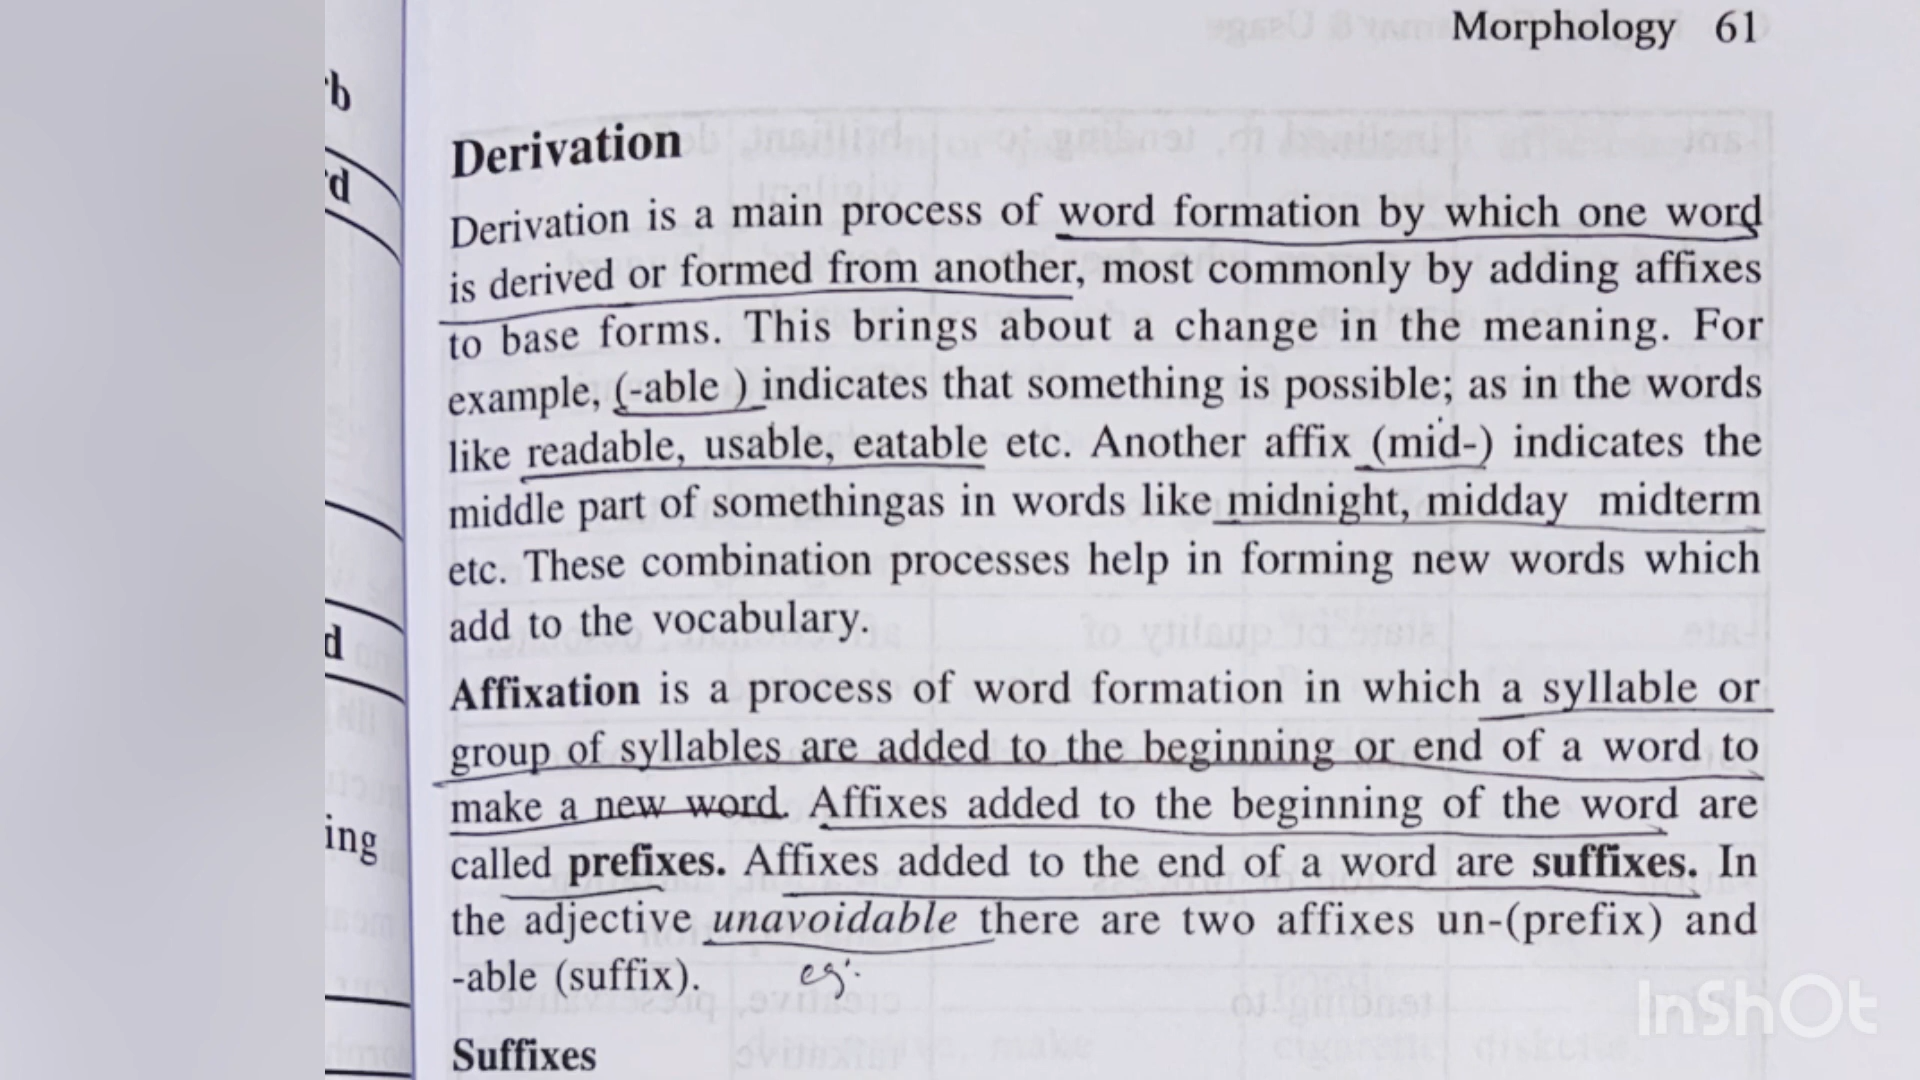 Morphology 61
Derivation
Derivation is a main process of word formation by which one word
is derived or formed from another, most commonly by adding affixes
to base forms. This brings about a change in the meaning. For
example, (-able ) indicates that something is possible; as in the words
like readable, usable, eatable etc. Another affix (mid-) indicates the
middle part of somethingas in words like midnight, midday midterm
etc. These combination processes help in forming new words which
add to the vocabulary.
Affixation is a process of word formation in which a syllable or
group of syllables are added to the beginning or end of a word to
make a new word. Affixes added to the beginning of the word are
called prefixes. Affixes added to the end of a word are suffixes. In
the adjective unavoidable there are two affixes un-(prefix) and
-able (suffix). eg:
Suffixes
InShOt